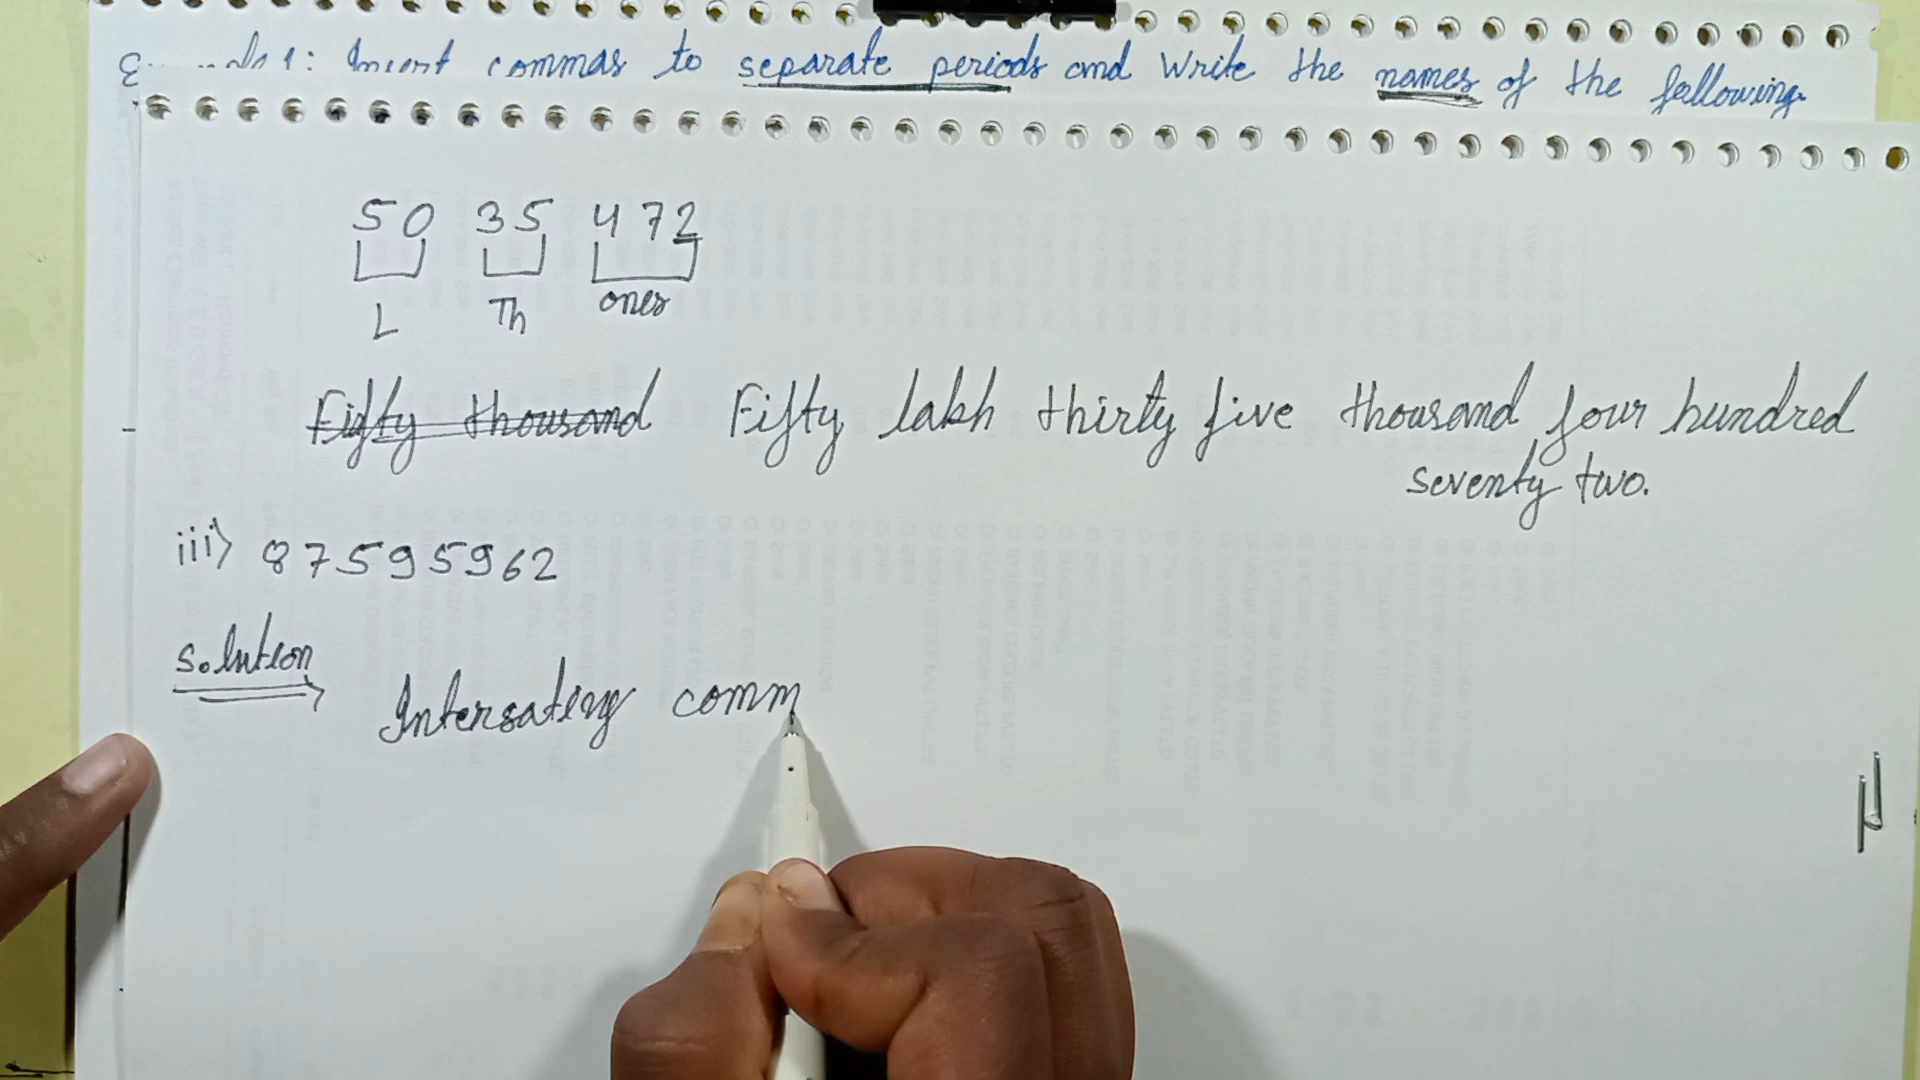 Insert commas to separate periods and Write the names of the following.
50 35 472
L Th ones
Fifty thousand Fifty lakh thirty five thousand four hundred
seventy two.
iii) 87595962
Solution
Intersating comm